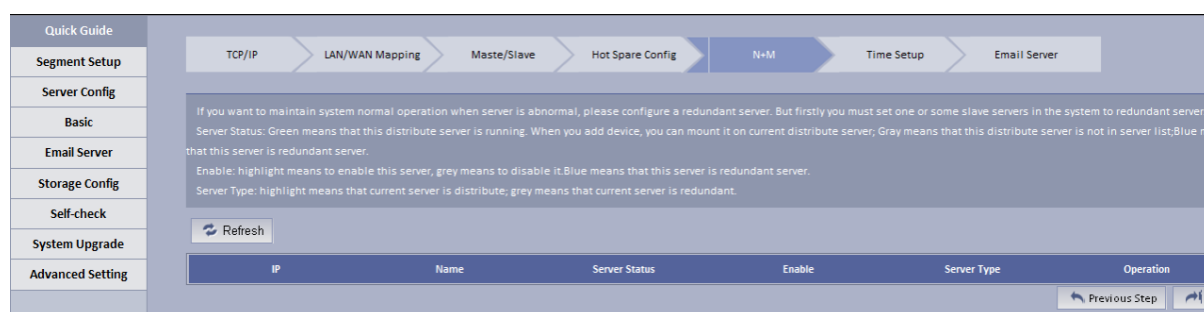 Quick Guide
Segment Setup
Server Config
Basic
Email Server
Storage Config
Self-check
System Upgrade
Advanced Setting
TCP/IP LAN/WAN Mapping Maste/Slave Hot Spare Config N+M Time Setup Email Server
If you want to maintain system normal operation when server is abnormal, please configure a redundant server. But firstly you must set one or some slave servers in the system to redundant server
Server Status: Green means that this distribute server is running. When you add device, you can mount it on current distribute server; Gray means that this distribute server is not in server list;Blue
that this server is redundant server.
Enable: highlight means to enable this server, grey means to disable it.Blue means that this server is redundant server.
Server Type: highlight means that current server is distribute; grey means that current server is redundant.
Refresh
IP Name Server Status Enable Server Type Operation
Previous Step